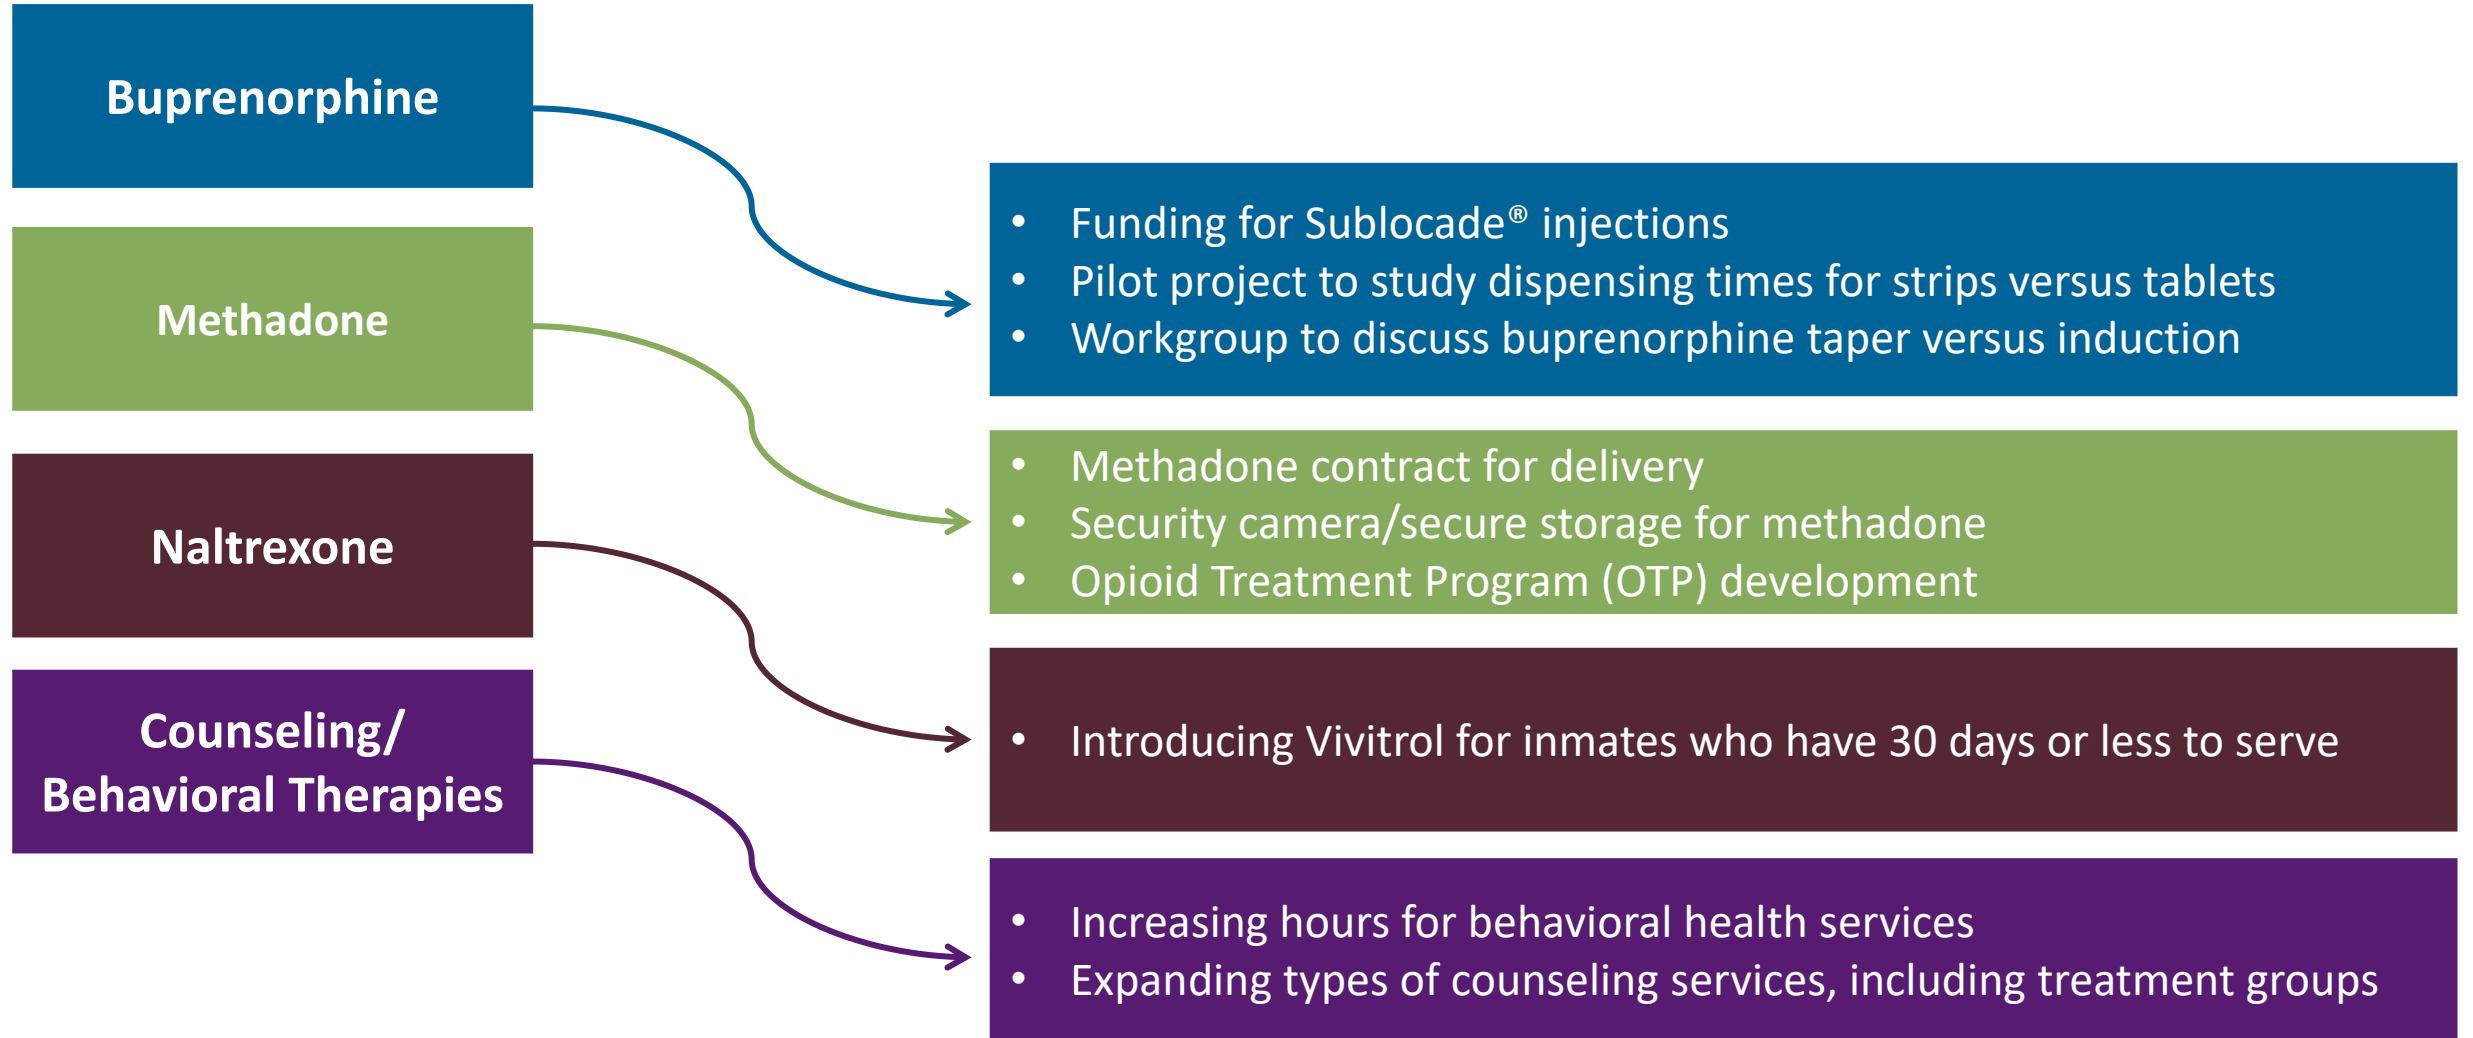 Buprenorphine
• Funding for Sublocade® injections
• Pilot project to study dispensing times for strips versus tablets
• Workgroup to discuss buprenorphine taper versus induction
Methadone
• Methadone contract for delivery
• Security camera/secure storage for methadone
• Opioid Treatment Program (OTP) development
Naltrexone
• Introducing Vivitrol for inmates who have 30 days or less to serve
Counseling/
Behavioral Therapies
• Increasing hours for behavioral health services
• Expanding types of counseling services, including treatment groups